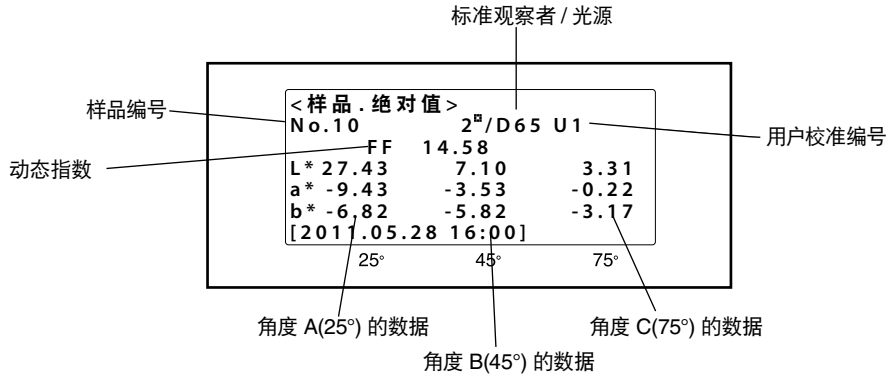 标准观察者 / 光源
样品编号
动态指数
用户校准编号
<样品.绝对值>
No.10 2¤/D65 U1
FF 14.58
L* 27.43 7.10 3.31
a* -9.43 -3.53 -0.22
b* -6.82 -5.82 -3.17
[2011.05.28 16:00]
25° 45° 75°
角度 A(25°) 的数据
角度 C(75°) 的数据
角度 B(45°) 的数据